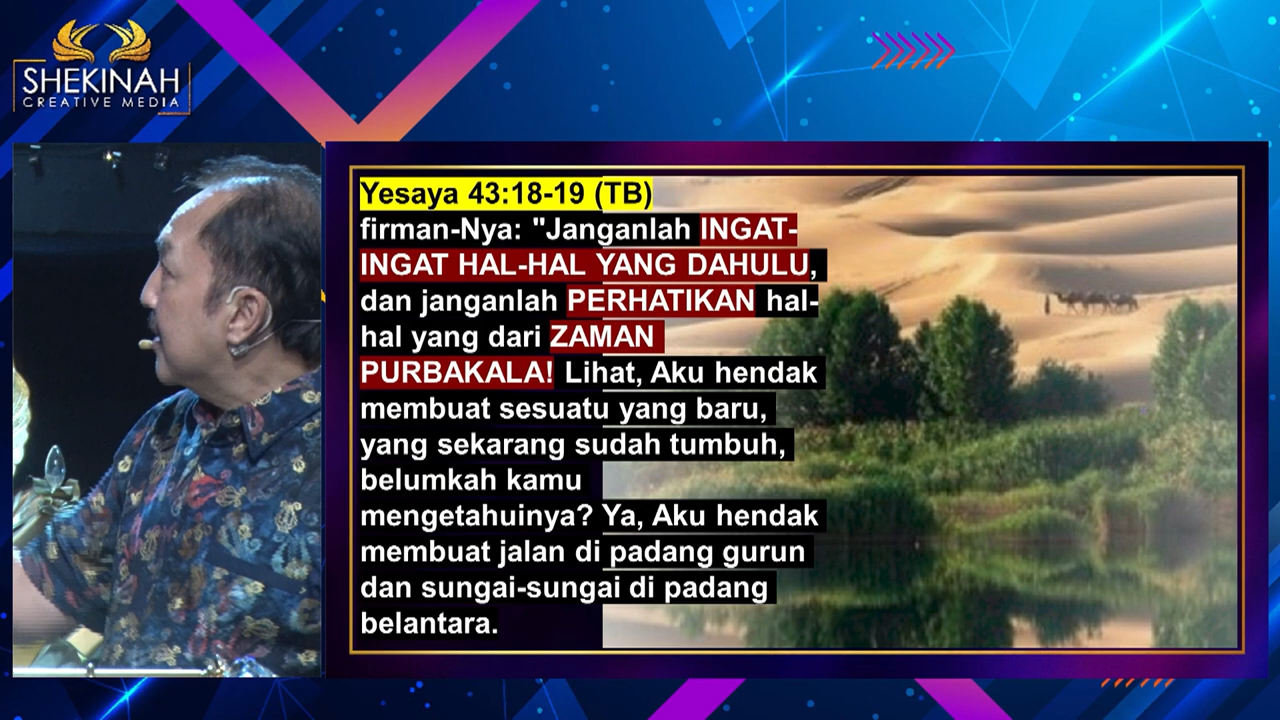 SHEKINAH
CREATIVE MEDIA
Yesaya 43:18-19 (TB)
firman-Nya: "Janganlah INGAT-
INGAT HAL-HAL YANG DAHULU,
dan janganlah PERHATIKAN hal-
hal yang dari ZAMAN
PURBAKALA! Lihat, Aku hendak
membuat sesuatu yang baru,
yang sekarang sudah tumbuh,
belumkah kamu
mengetahuinya? Ya, Aku hendak
membuat jalan di padang gurun
dan sungai-sungai di padang
belantara.